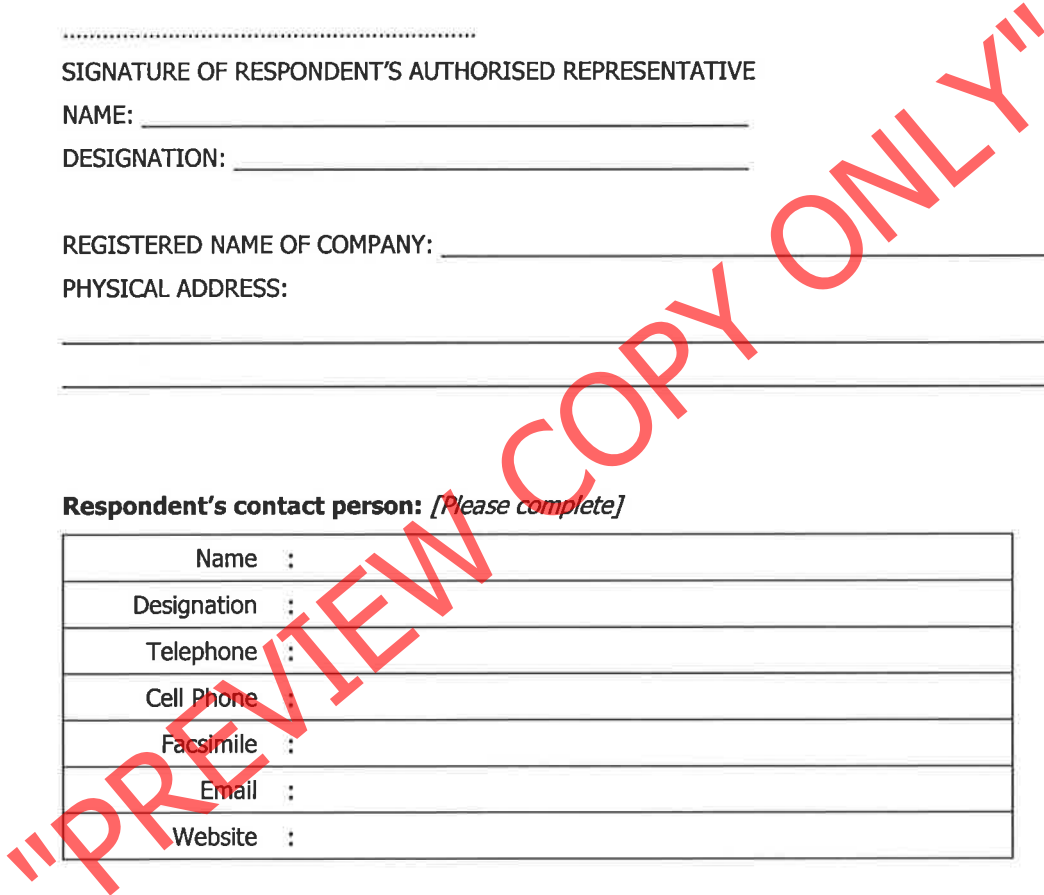 SIGNATURE OF RESPONDENT'S AUTHORISED REPRESENTATIVE
NAME:
DESIGNATION:
REGISTERED NAME OF COMPANY:
PHYSICAL ADDRESS:
Respondent's contact person: [Please complete]
Name :
Designation :
Telephone :
Cell Phone :
Facsimile :
Email :
Website :
"PREVIEW COPY ONLY"